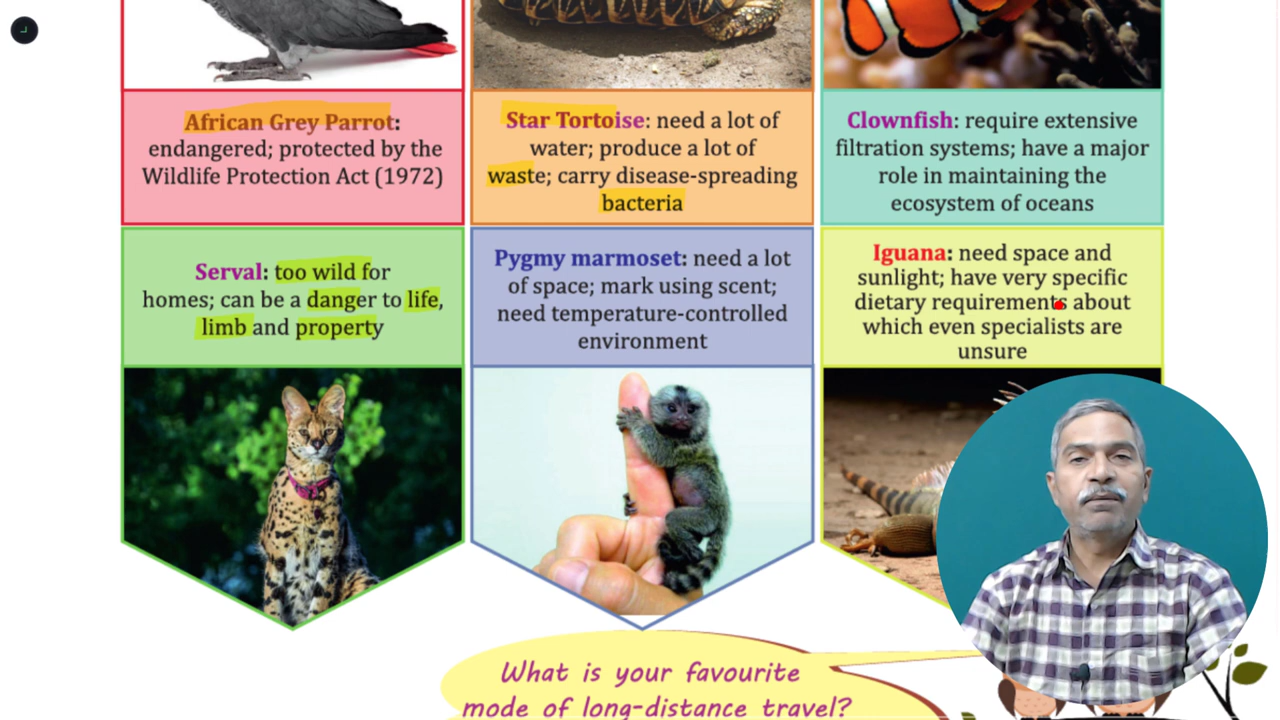 African Grey Parrot:
endangered; protected by the
Wildlife Protection Act (1972)
Star Tortoise: need a lot of
water; produce a lot of
waste; carry disease-spreading
bacteria
Clownfish: require extensive
filtration systems; have a major
role in maintaining the
ecosystem of oceans
Serval: too wild for
homes; can be a danger to life,
limb and property
Pygmy marmoset: need a lot
of space; mark using scent;
need temperature-controlled
environment
Iguana: need space and
sunlight; have very specific
dietary requirements about
which even specialists are
unsure
What is your favourite
mode of long-distance travel?